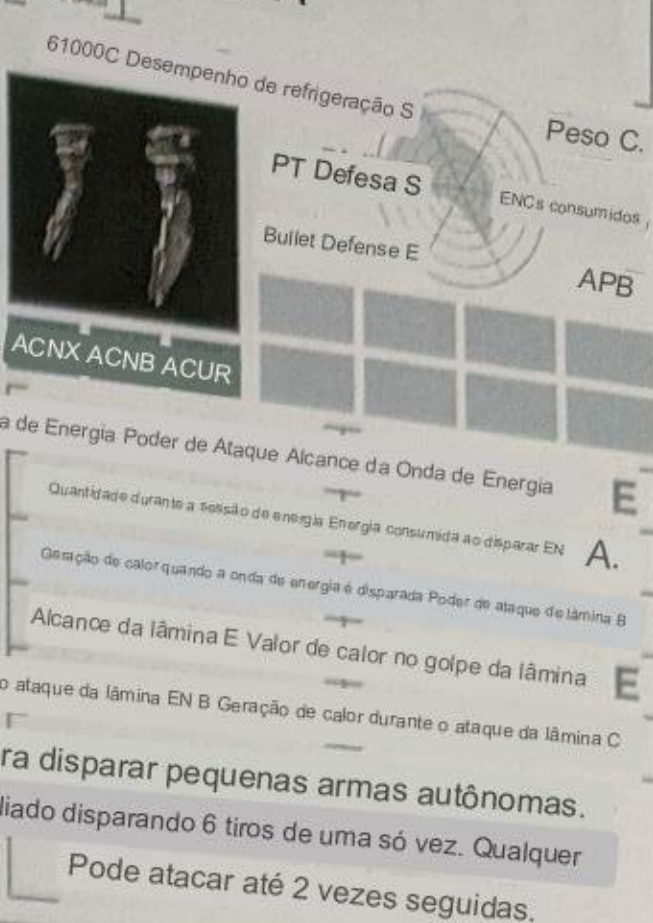 61000C Desempenho de refrigeração S
Peso C.
PT Defesa S
ENCs consumidos
Bullet Defense E
APB
ACNX ACNB ACUR
a de Energia Poder de Ataque Alcance da Onda de Energia E
Quantidade durante a sessão de energia Energia consumida ao disparar EN A.
Geração de calor quando a onda de energia é disparada Poder de ataque de lâmina B
Alcance da lâmina E Valor de calor no golpe da lâmina E
o ataque da lâmina EN B Geração de calor durante o ataque da lâmina C
ra disparar pequenas armas autônomas.
liado disparando 6 tiros de uma só vez. Qualquer
Pode atacar até 2 vezes seguidas.